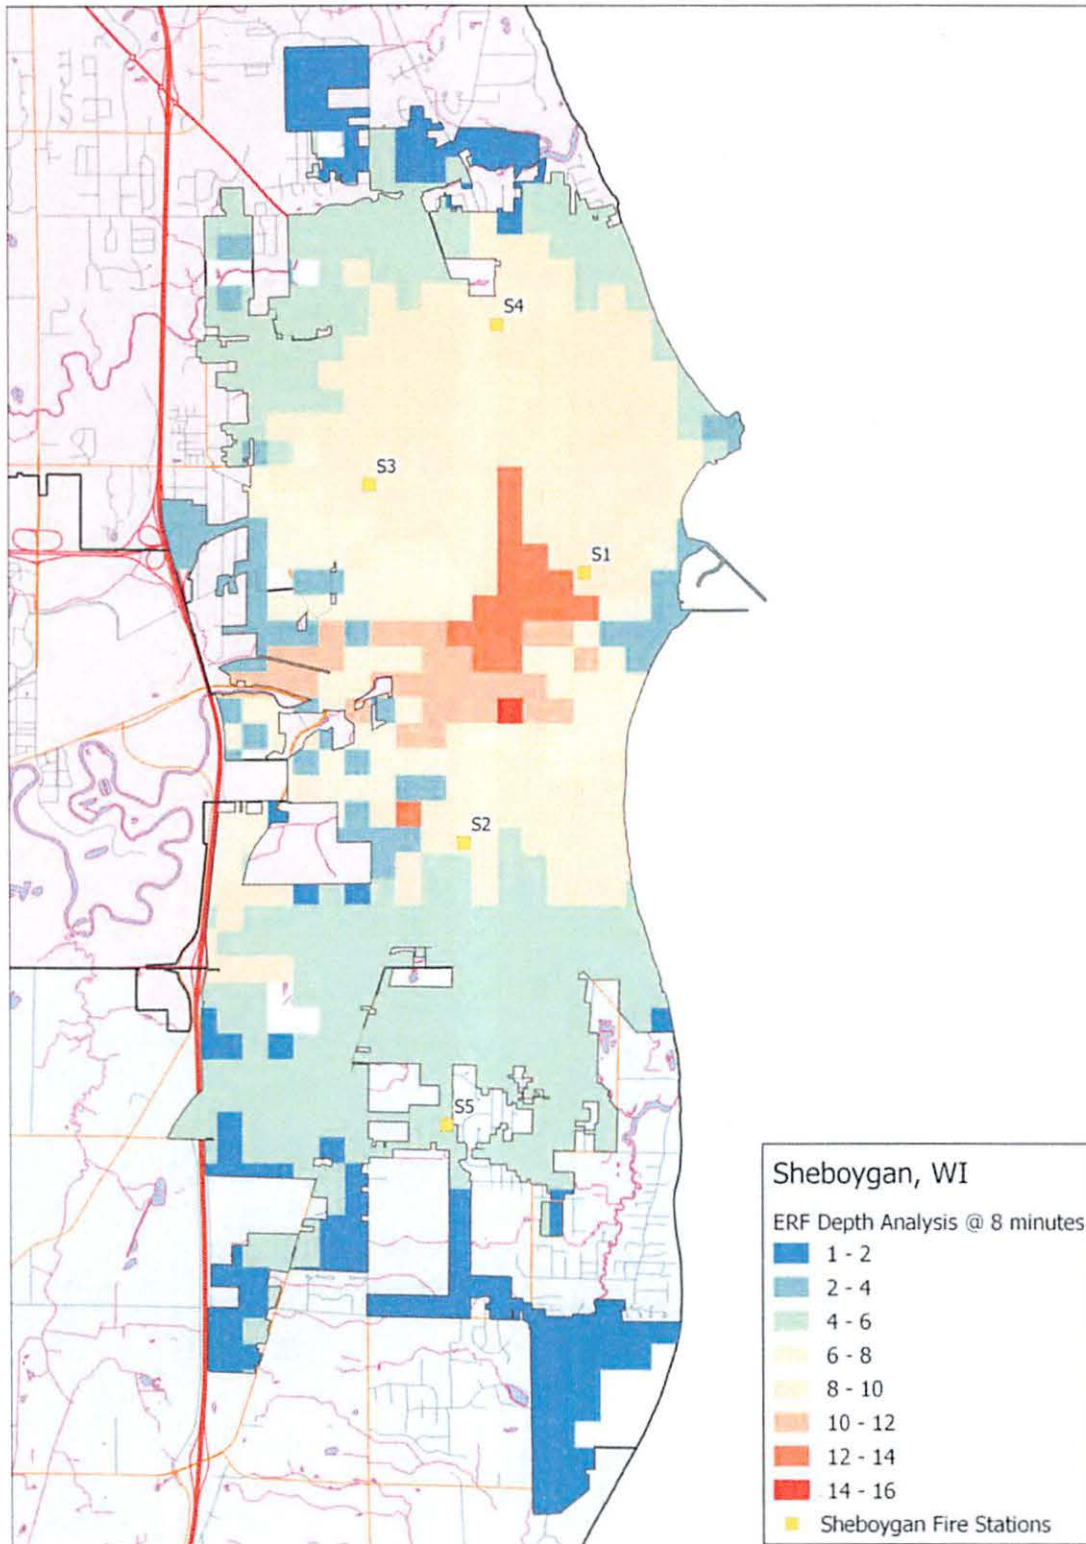 S4
S3
S1
S2
S5
Sheboygan, WI
ERF Depth Analysis @ 8 minutes
1 - 2
2 - 4
4 - 6
6 - 8
8 - 10
10 - 12
12 - 14
14 - 16
Sheboygan Fire Stations